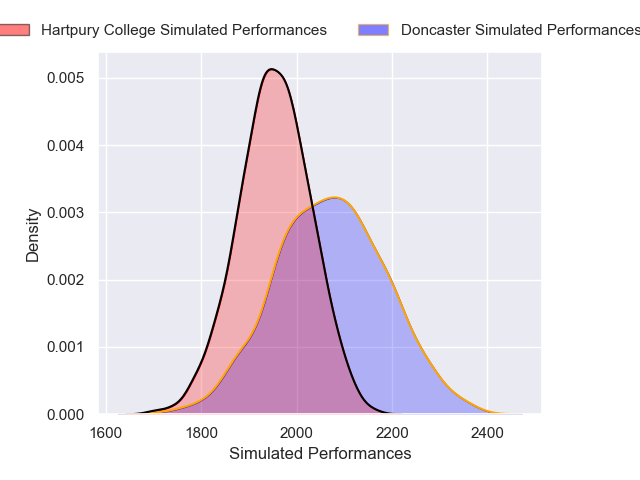 Hartpury College Simulated Performances
Doncaster Simulated Performances
0.005
0.004
0.003
0.002
0.001
0.000
Density
1600
1800
2000
2200
2400
Simulated Performances